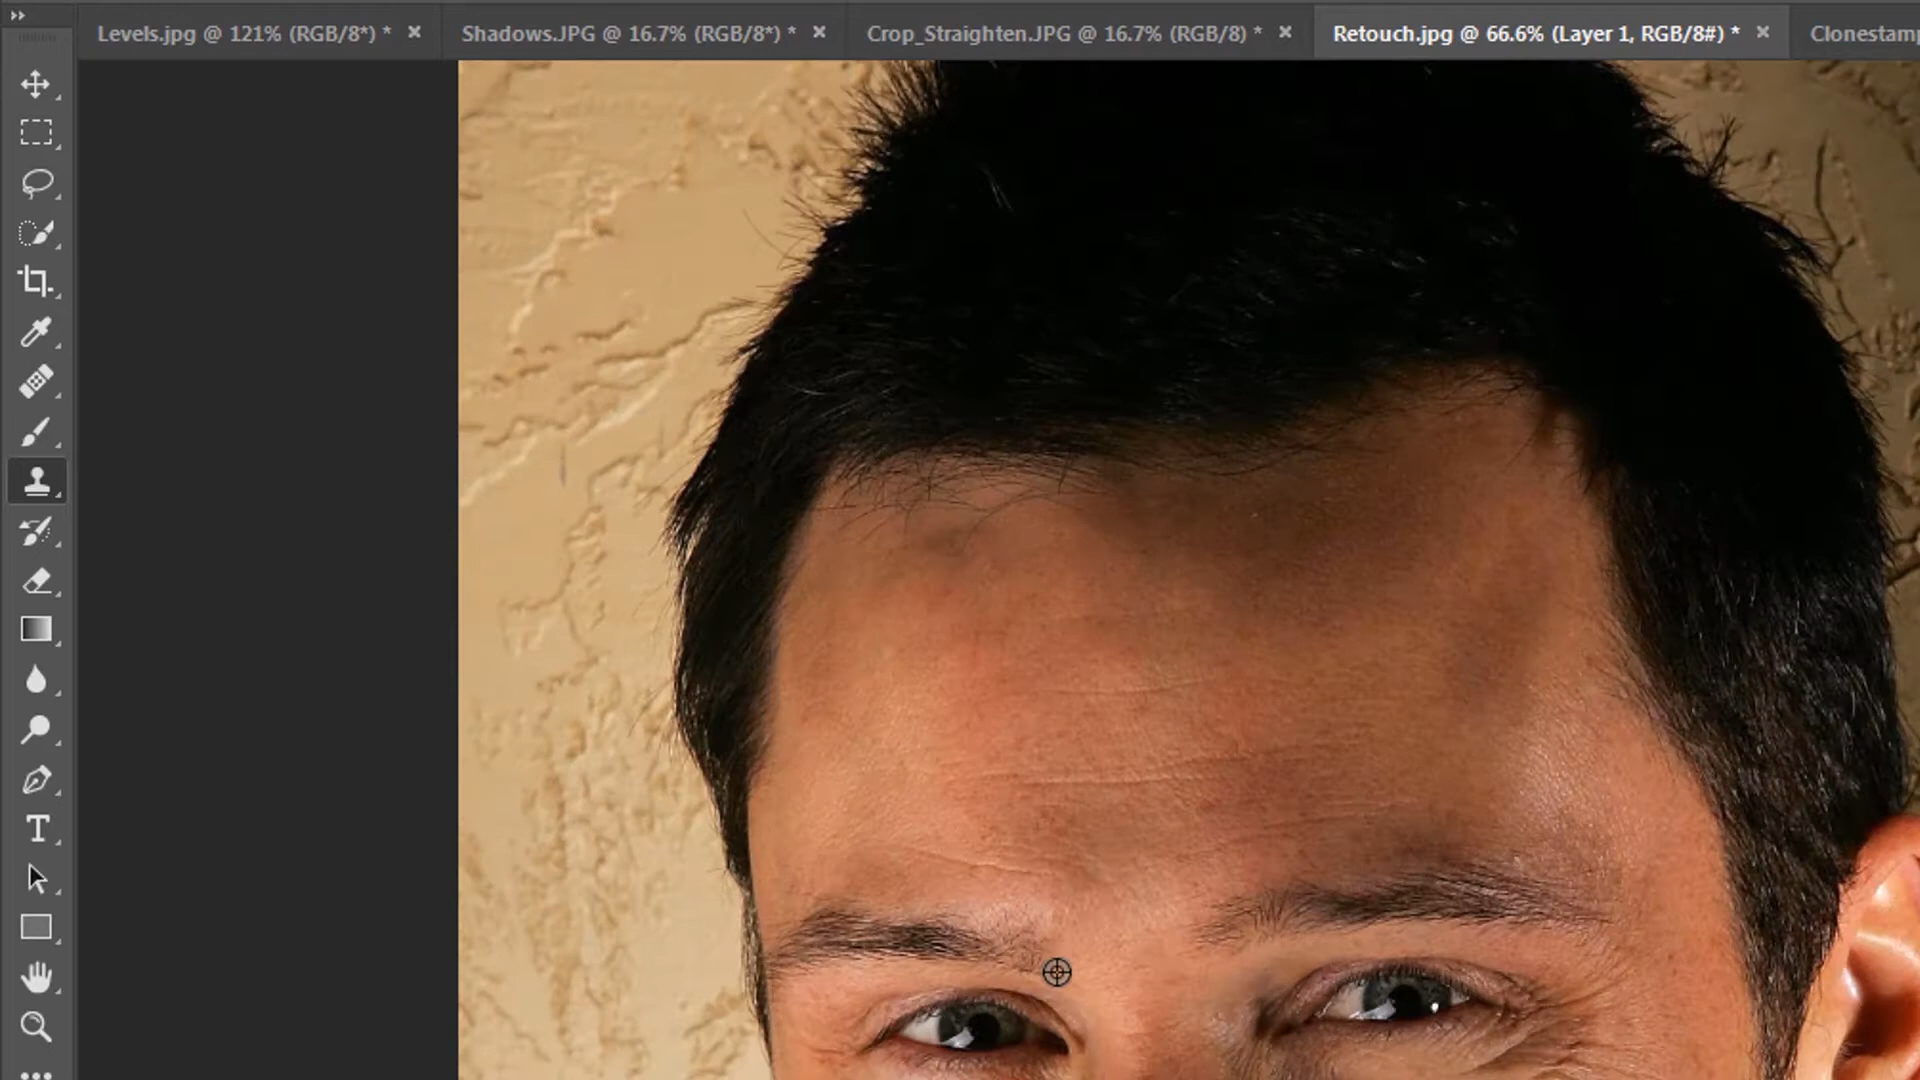 Levels.jpg @ 121% (RGB/8*) *
Shadows.JPG @ 16.7% (RGB/8*) *
Crop_Straighten.JPG @ 16.7% (RGB/8) *
Retouch.jpg @ 66.6% (Layer 1, RGB/8#) *
Clonestam